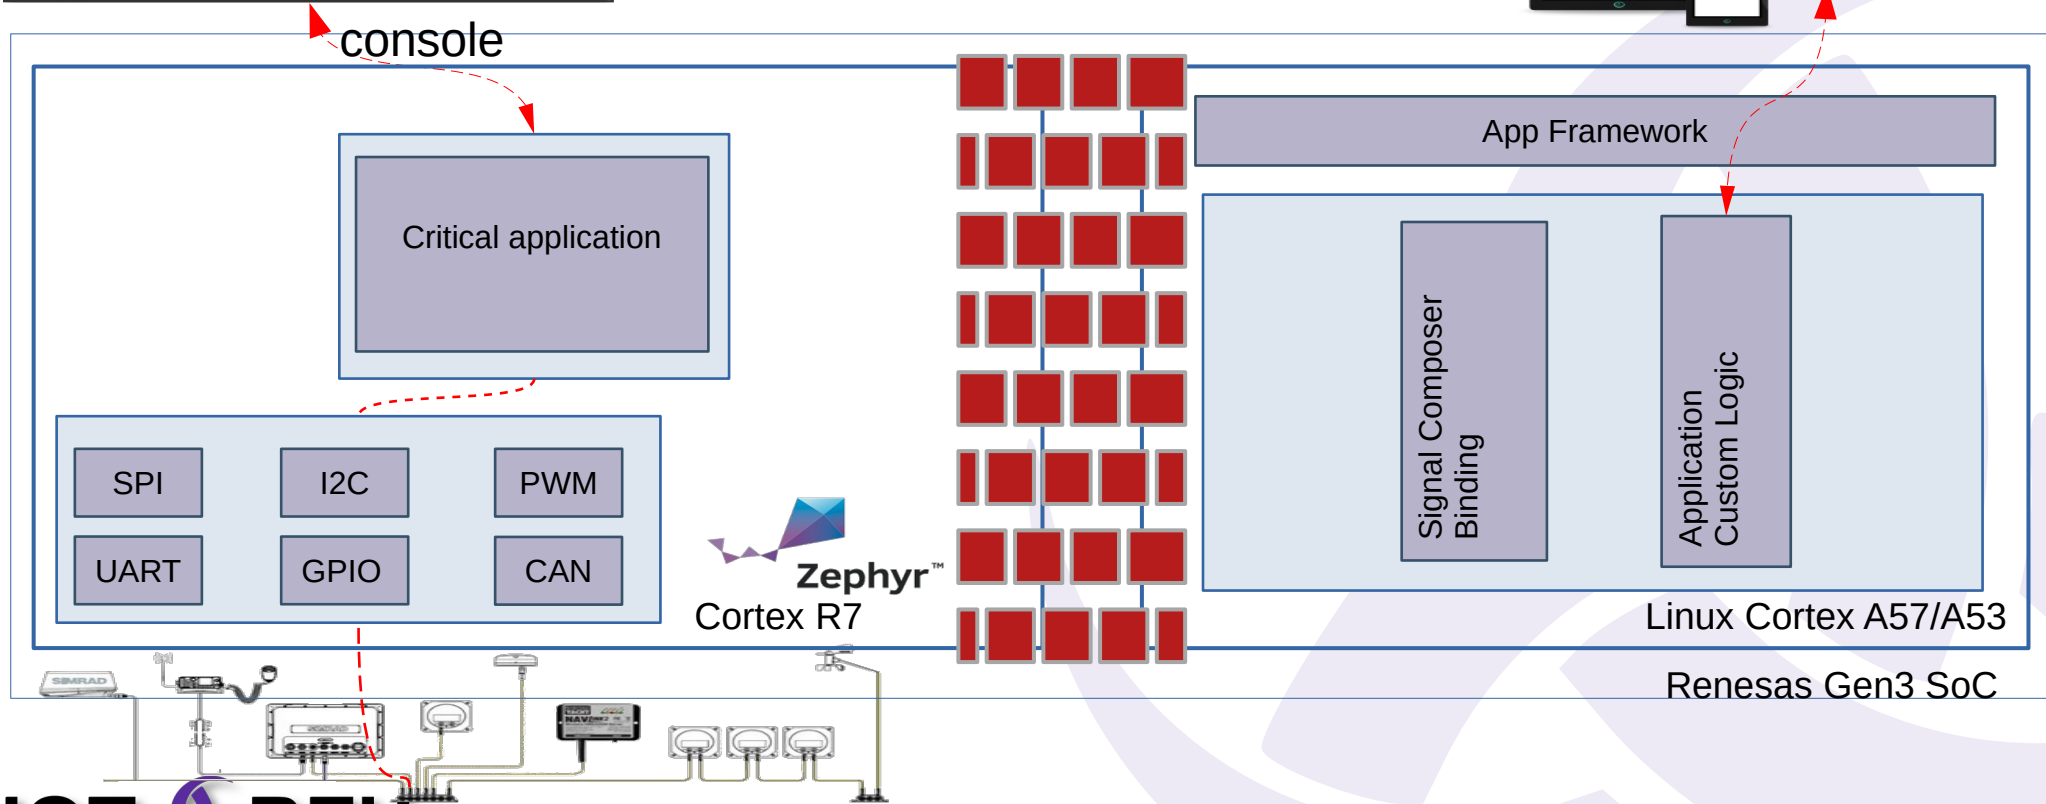 console
App Framework
Critical application
Signal Composer
Binding
Application
Custom Logic
SPI
I2C
PWM
UART
GPIO
CAN
Zephyr™
Cortex R7
Linux Cortex A57/A53
Renesas Gen3 SoC
SIMRAD